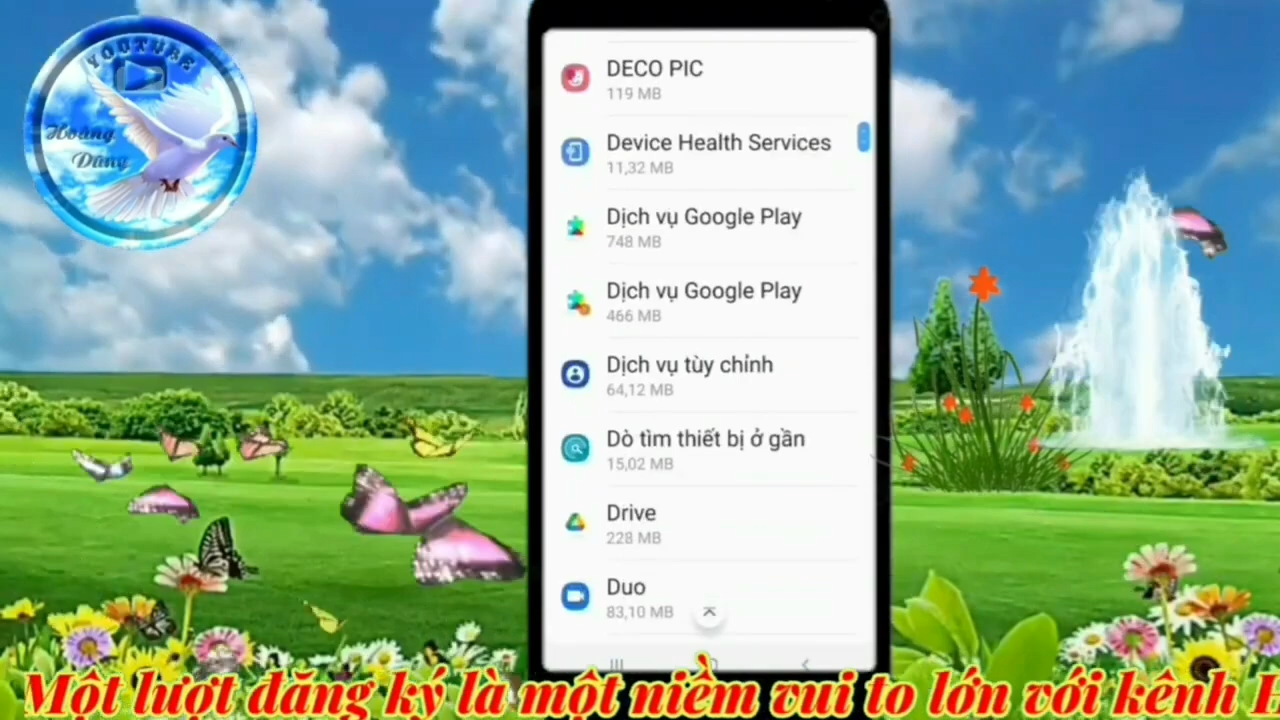 YOUTUBE
Hoàng
Dũng
DECO PIC
119 MB
Device Health Services
11,32 MB
Dịch vụ Google Play
748 MB
Dịch vụ Google Play
466 MB
Dịch vụ tùy chỉnh
64,12 MB
Dò tìm thiết bị ở gần
15,02 MB
Drive
228 MB
Duo
83,10 MB
Một lượt đăng ký là một niềm vui to lớn với kênh H